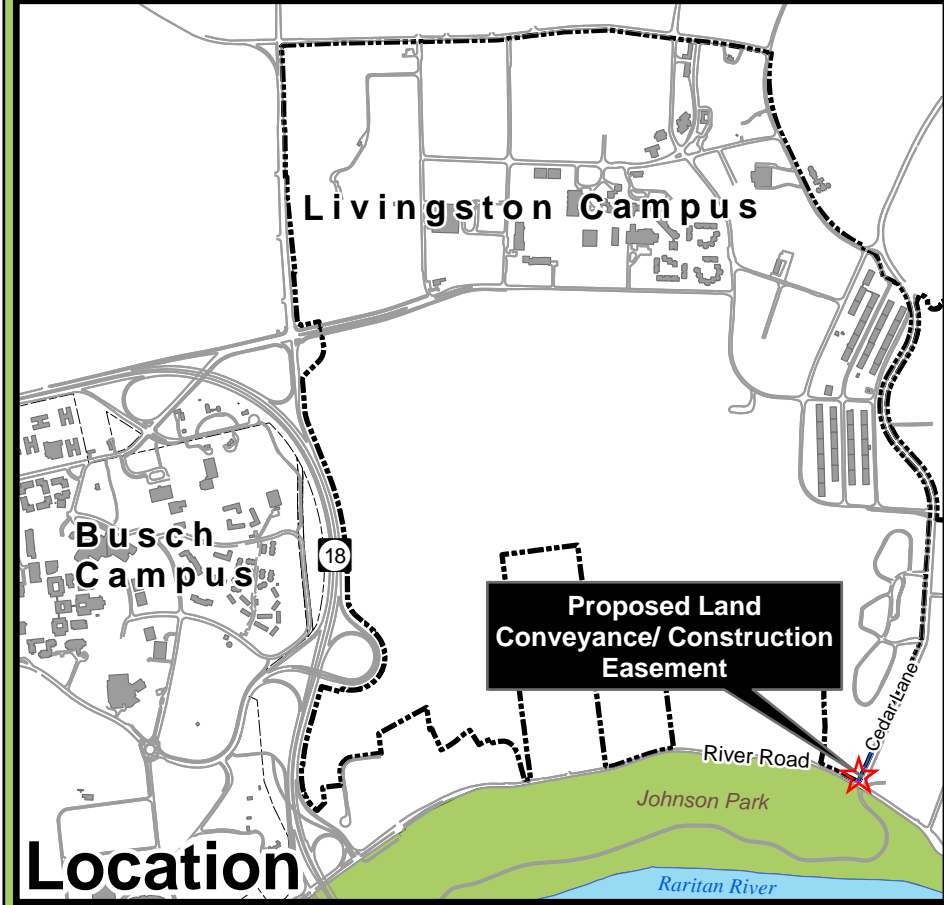 Livingston Campus
Busch
Campus
18
Proposed Land
Conveyance/ Construction
Easement
Cedar Lane
River Road
Johnson Park
Location
Raritan River